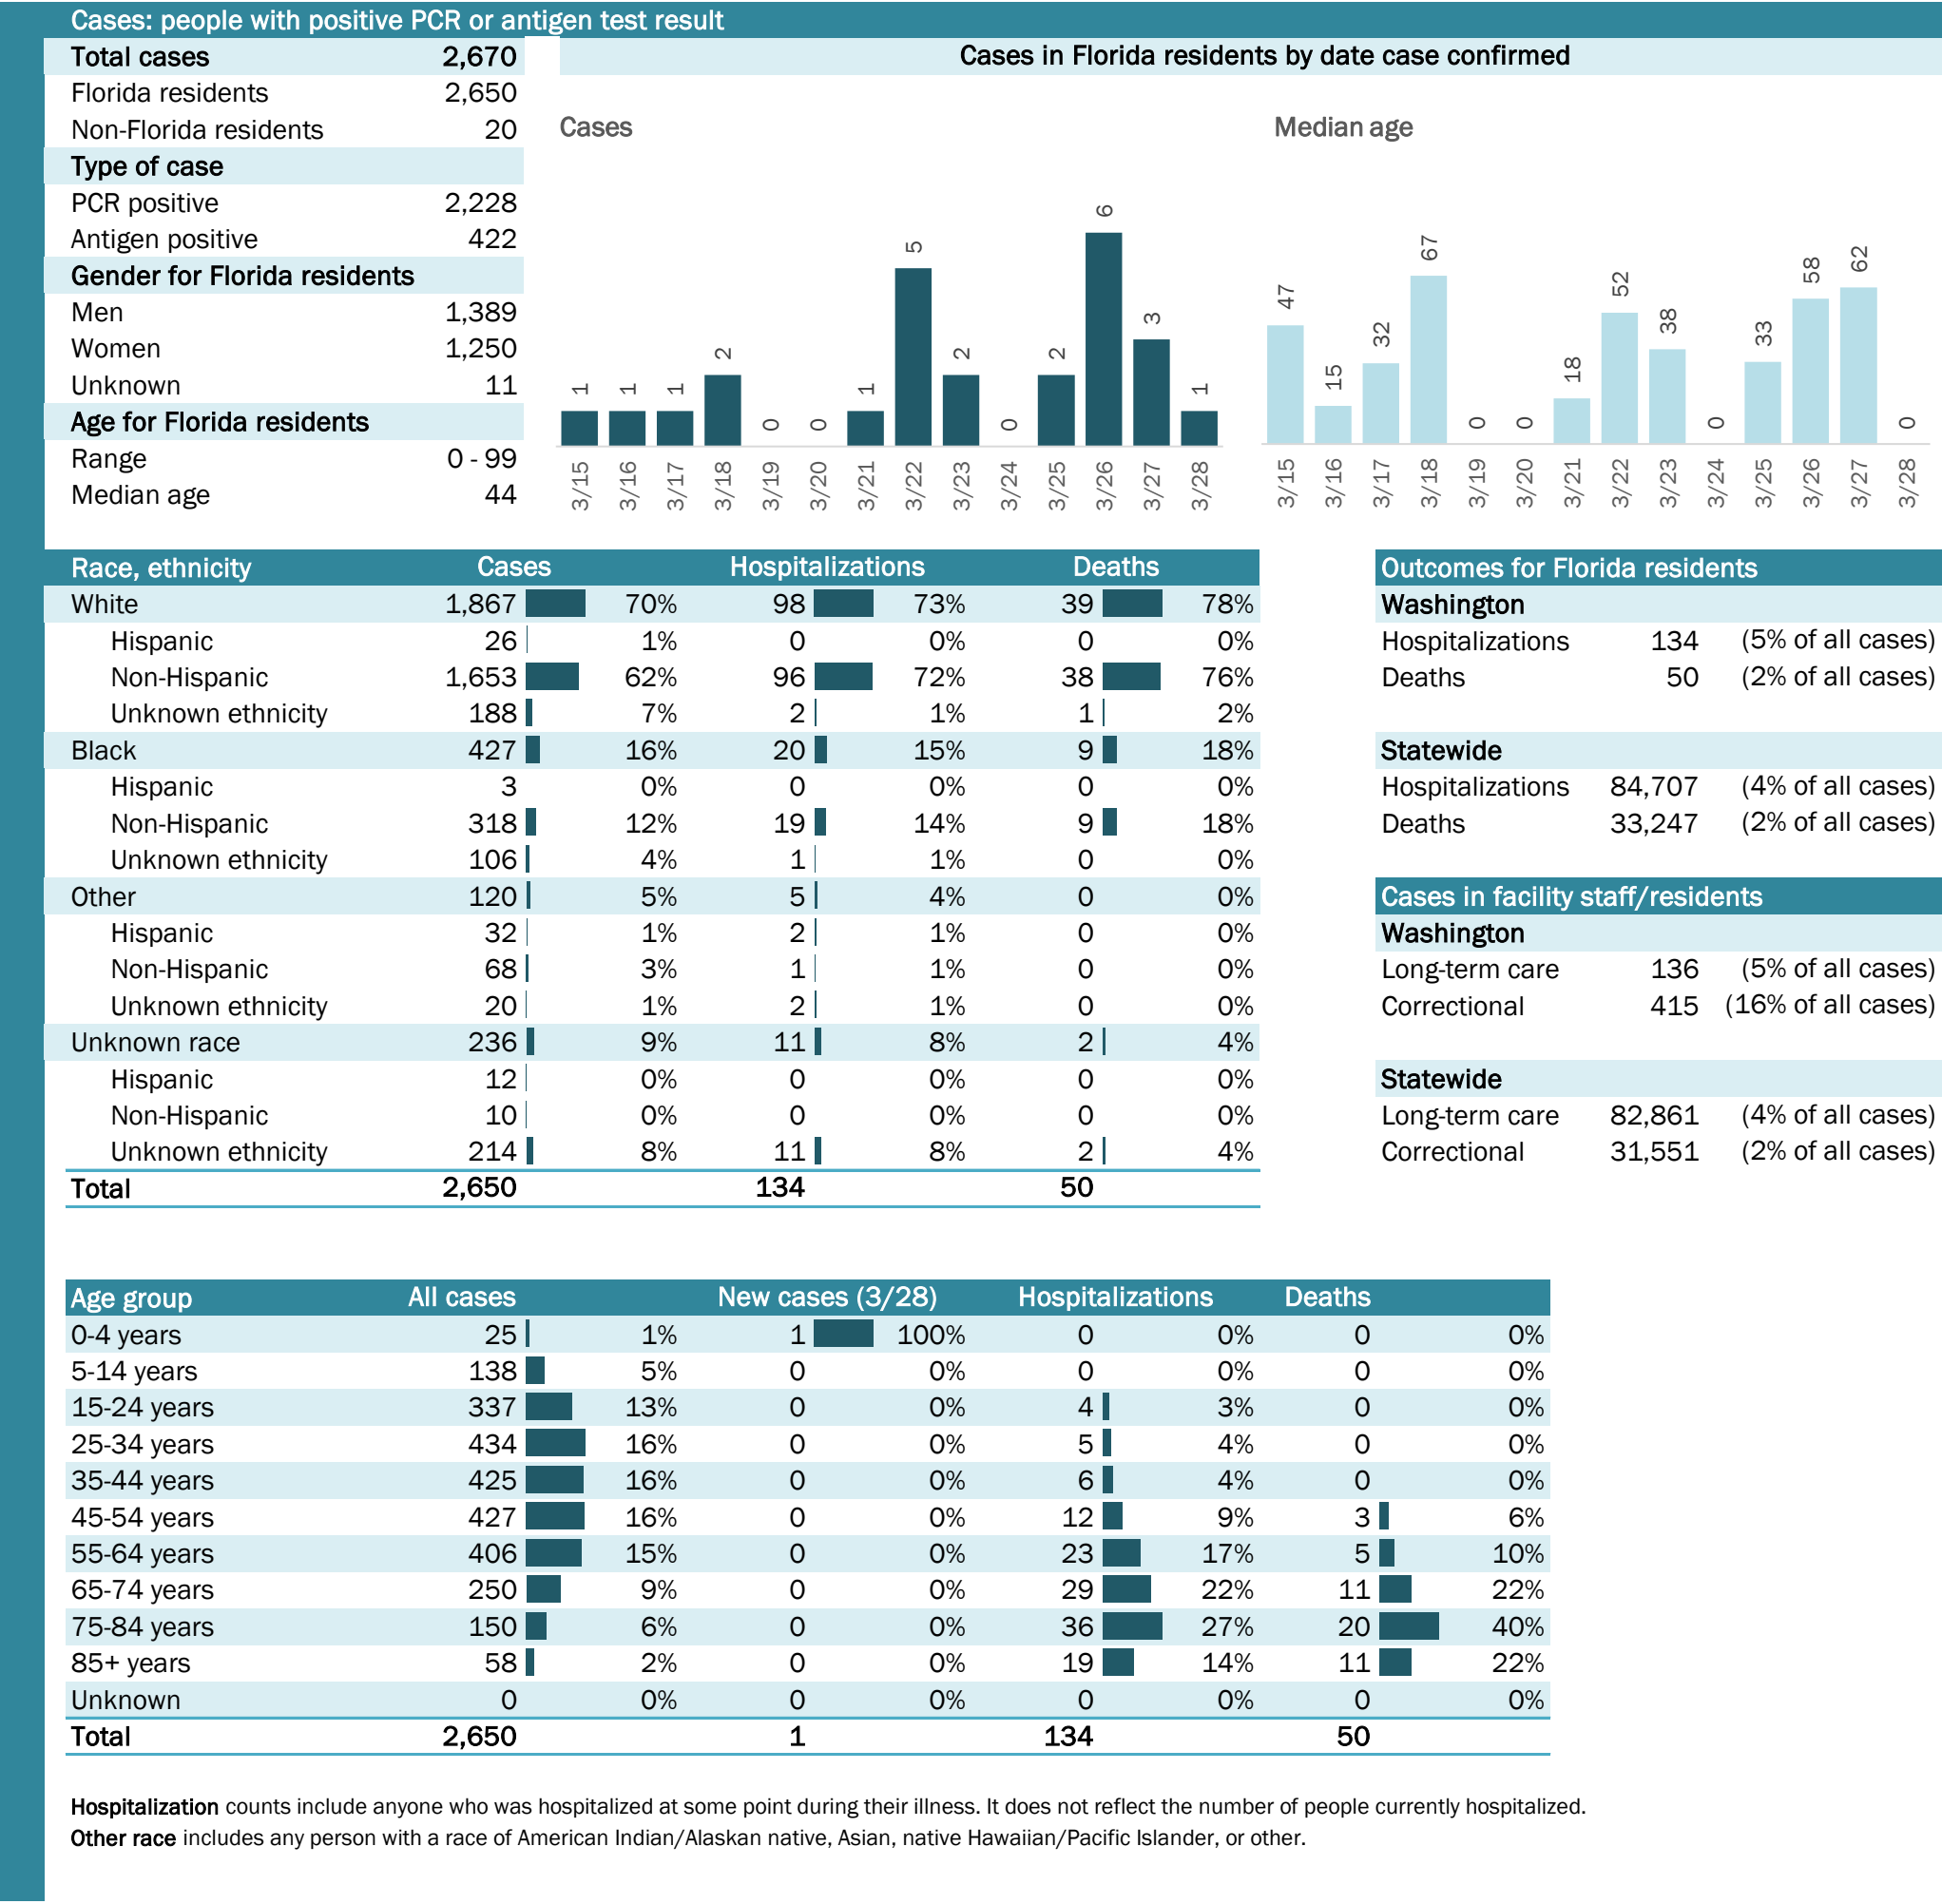 Cases: people with positive PCR or antigen test result
Total cases 2,670
Florida residents 2,650
Non-Florida residents 20
Type of case
PCR positive 2,228
Antigen positive 422
Gender for Florida residents
Men 1,389
Women 1,250
Unknown 11
Age for Florida residents
Range 0 - 99
Median age 44
Cases in Florida residents by date case confirmed
Cases
1 1 1 2 0 0 1 5 2 0 2 6 3 1
3/15 3/16 3/17 3/18 3/19 3/20 3/21 3/22 3/23 3/24 3/25 3/26 3/27 3/28
Median age
47 15 32 67 0 0 18 52 38 0 33 58 62 0
3/15 3/16 3/17 3/18 3/19 3/20 3/21 3/22 3/23 3/24 3/25 3/26 3/27 3/28
Race, ethnicity Cases Hospitalizations Deaths
White 1,867 70% 98 73% 39 78%
Hispanic 26 1% 0 0% 0 0%
Non-Hispanic 1,653 62% 96 72% 38 76%
Unknown ethnicity 188 7% 2 1% 1 2%
Black 427 16% 20 15% 9 18%
Hispanic 3 0% 0 0% 0 0%
Non-Hispanic 318 12% 19 14% 9 18%
Unknown ethnicity 106 4% 1 1% 0 0%
Other 120 5% 5 4% 0 0%
Hispanic 32 1% 2 1% 0 0%
Non-Hispanic 68 3% 1 1% 0 0%
Unknown ethnicity 20 1% 2 1% 0 0%
Unknown race 236 9% 11 8% 2 4%
Hispanic 12 0% 0 0% 0 0%
Non-Hispanic 10 0% 0 0% 0 0%
Unknown ethnicity 214 8% 11 8% 2 4%
Total 2,650 134 50
Outcomes for Florida residents
Washington
Hospitalizations 134 (5% of all cases)
Deaths 50 (2% of all cases)
Statewide
Hospitalizations 84,707 (4% of all cases)
Deaths 33,247 (2% of all cases)
Cases in facility staff/residents
Washington
Long-term care 136 (5% of all cases)
Correctional 415 (16% of all cases)
Statewide
Long-term care 82,861 (4% of all cases)
Correctional 31,551 (2% of all cases)
Age group All cases New cases (3/28) Hospitalizations Deaths
0-4 years 25 1% 1 100% 0 0% 0 0%
5-14 years 138 5% 0 0% 0 0% 0 0%
15-24 years 337 13% 0 0% 4 3% 0 0%
25-34 years 434 16% 0 0% 5 4% 0 0%
35-44 years 425 16% 0 0% 6 4% 0 0%
45-54 years 427 16% 0 0% 12 9% 3 6%
55-64 years 406 15% 0 0% 23 17% 5 10%
65-74 years 250 9% 0 0% 29 22% 11 22%
75-84 years 150 6% 0 0% 36 27% 20 40%
85+ years 58 2% 0 0% 19 14% 11 22%
Unknown 0 0% 0 0% 0 0% 0 0%
Total 2,650 1 134 50
Hospitalization counts include anyone who was hospitalized at some point during their illness. It does not reflect the number of people currently hospitalized.
Other race includes any person with a race of American Indian/Alaskan native, Asian, native Hawaiian/Pacific Islander, or other.